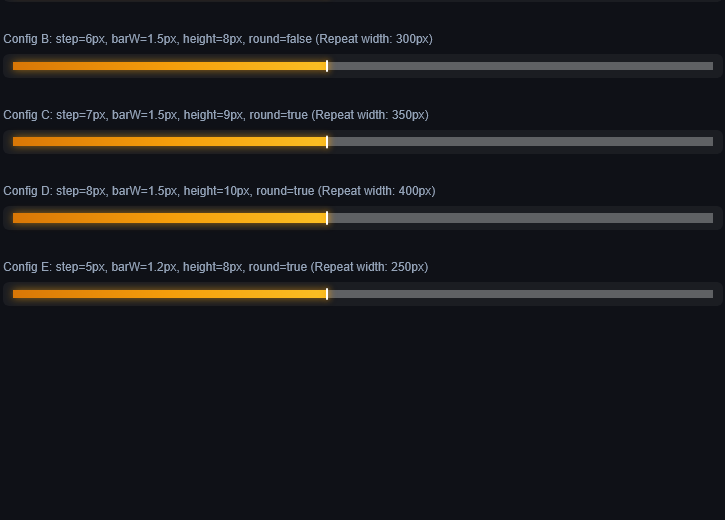 Config B: step=6px, barW=1.5px, height=8px, round=false (Repeat width: 300px)
Config C: step=7px, barW=1.5px, height=9px, round=true (Repeat width: 350px)
Config D: step=8px, barW=1.5px, height=10px, round=true (Repeat width: 400px)
Config E: step=5px, barW=1.2px, height=8px, round=true (Repeat width: 250px)